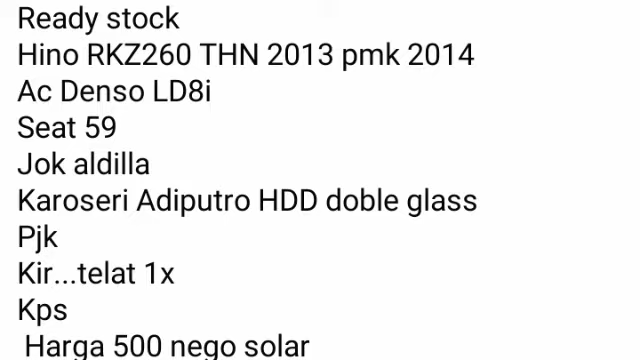 Ready stock
Hino RKZ260 THN 2013 pmk 2014
Ac Denso LD8i
Seat 59
Jok aldilla
Karoseri Adiputro HDD doble glass
Pjk
Kir...telat 1x
Kps
Harga 500 nego solar